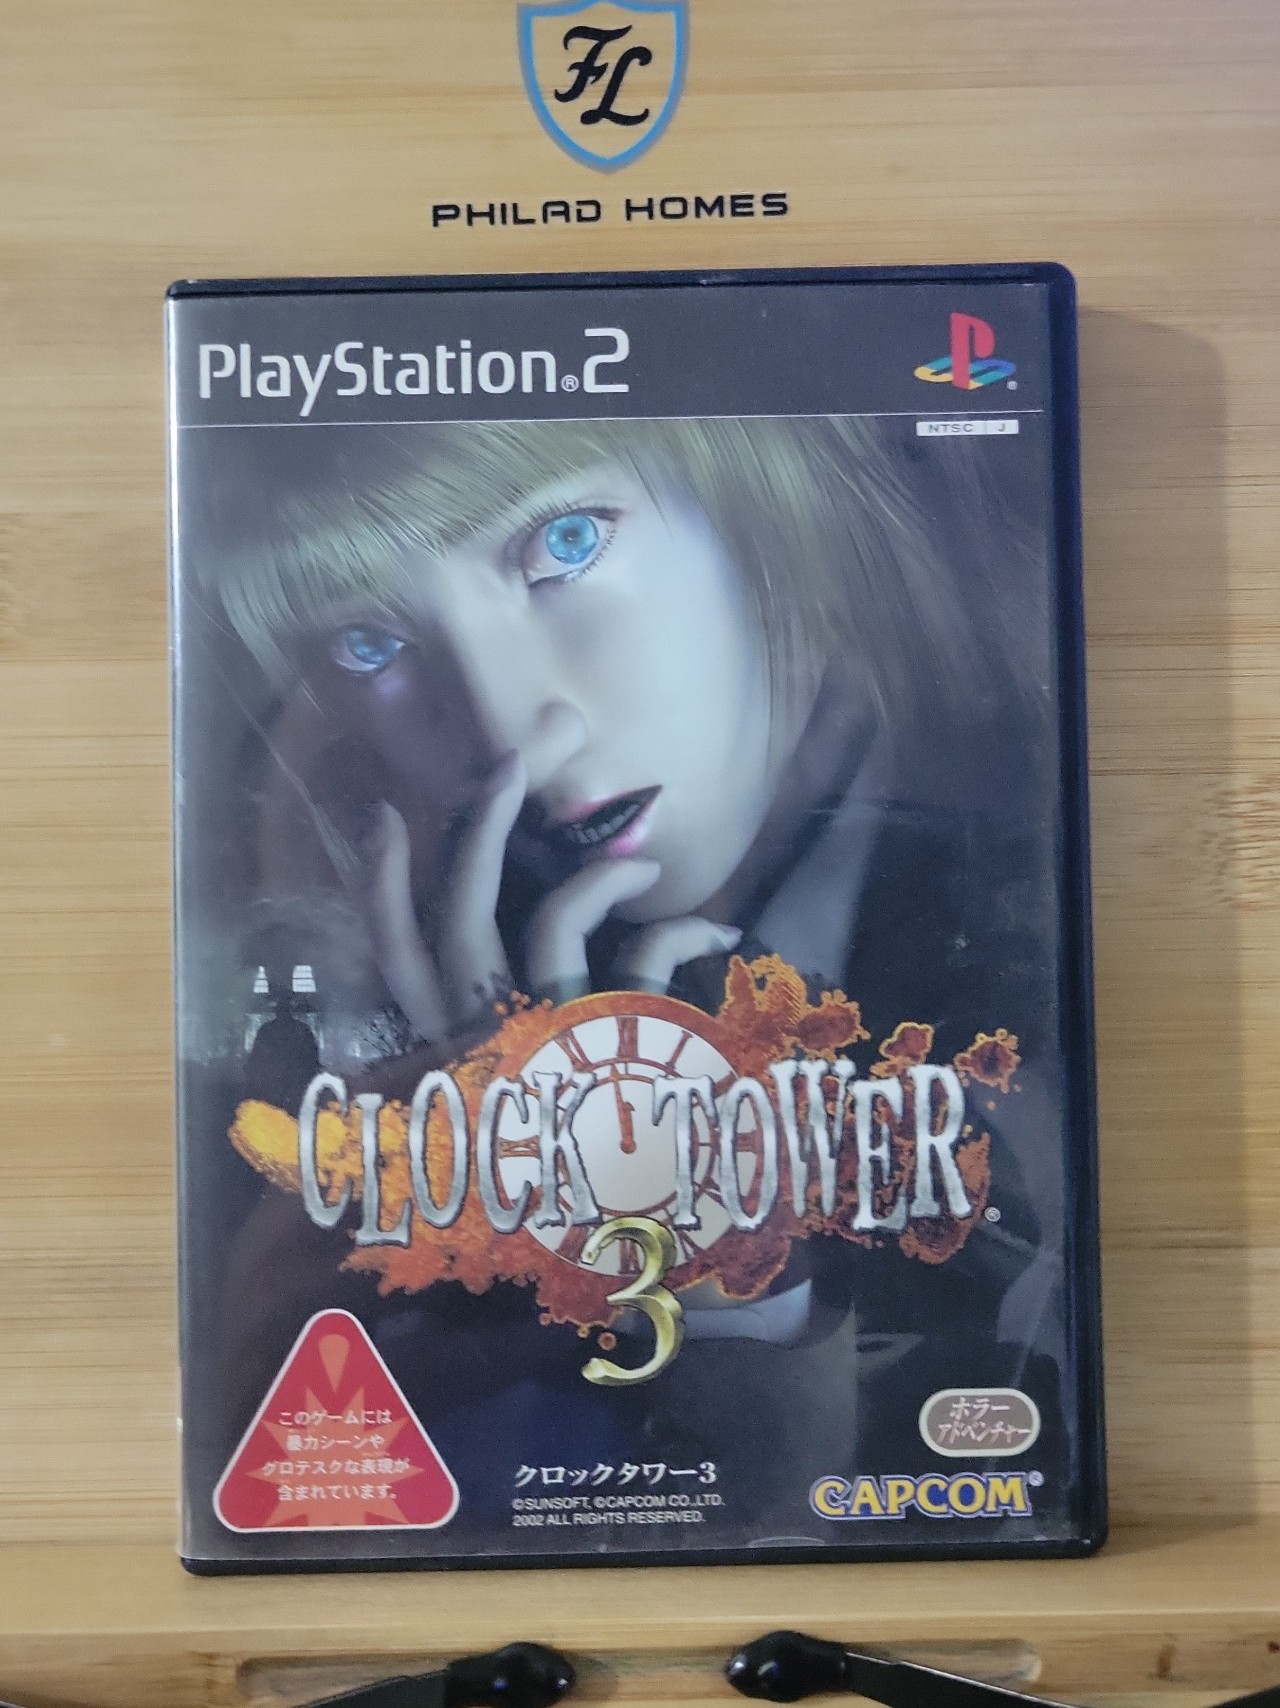 FL
PHILAD HOMES
PlayStation®2
NTSC J
XI XII I
CLOCK TOWER®
3
このゲームには
暴力シーンや
グロテスクな表現が
含まれています。
クロックタワー3
©SUNSOFT, ©CAPCOM CO.,LTD.
2002 ALL RIGHTS RESERVED.
ホラー
アドベンチャー
CAPCOM®